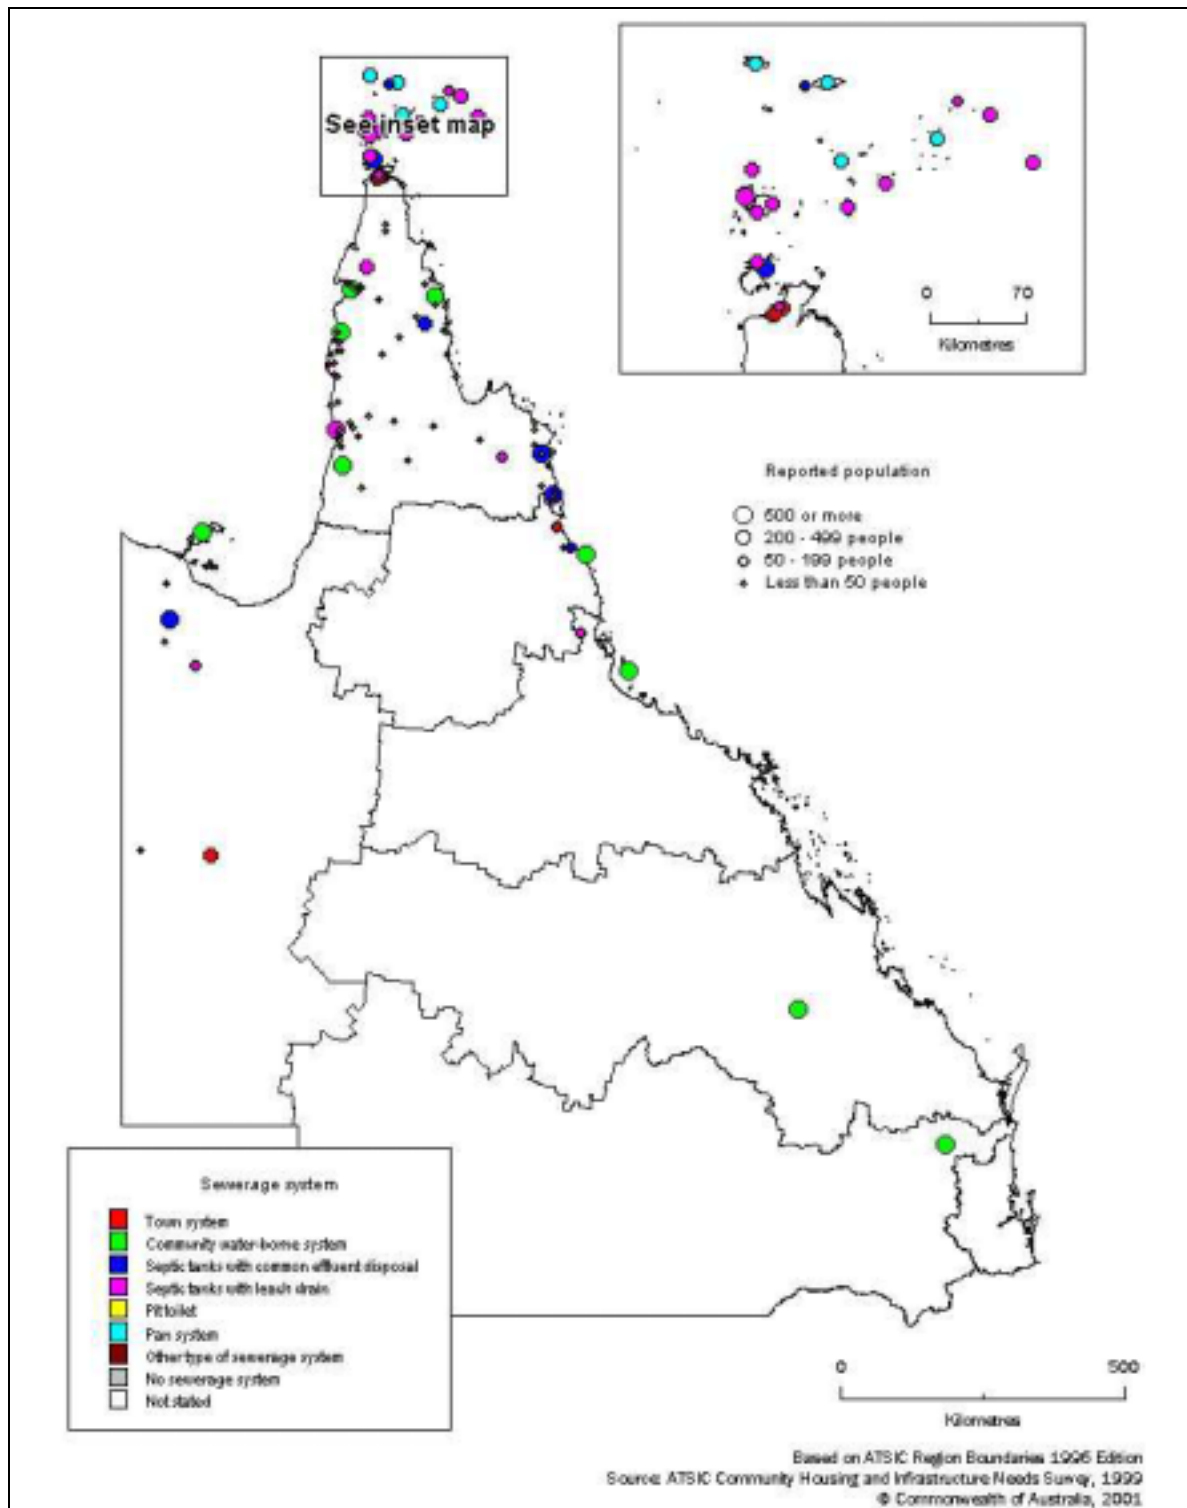 See inset map
0 70
Kilometres
Reported population
500 or more
200 - 499 people
50 - 199 people
Less than 50 people
Sewerage system
Town system
Community water-borne system
Septic tanks with common effluent disposal
Septic tanks with leach drain
Pit toilet
Pan system
Other type of sewerage system
No sewerage system
Not stated
0 500
Kilometres
Based on ATSIC Region Boundaries 1996 Edition
Source: ATSIC Community Housing and Infrastructure Needs Survey, 1999
© Commonwealth of Australia, 2001